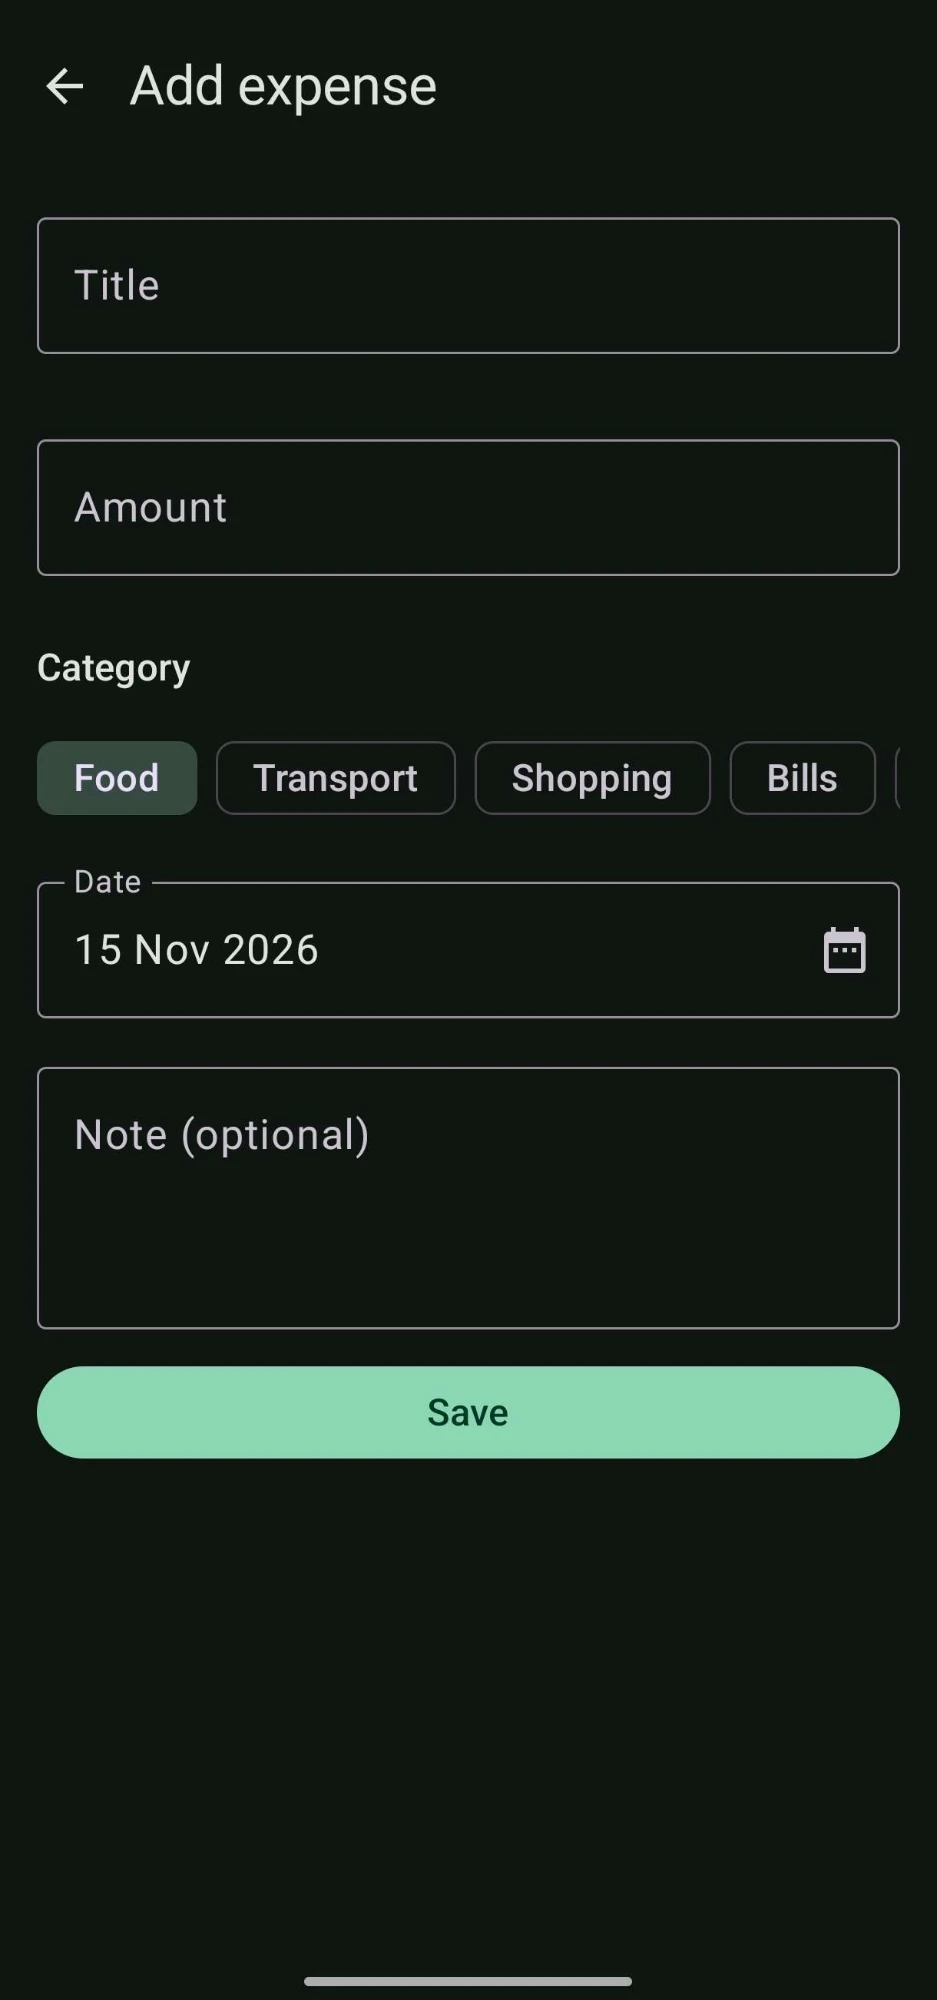 Add expense
Title
Amount
Category
Food Transport Shopping Bills
Date
15 Nov 2026
Note (optional)
Save